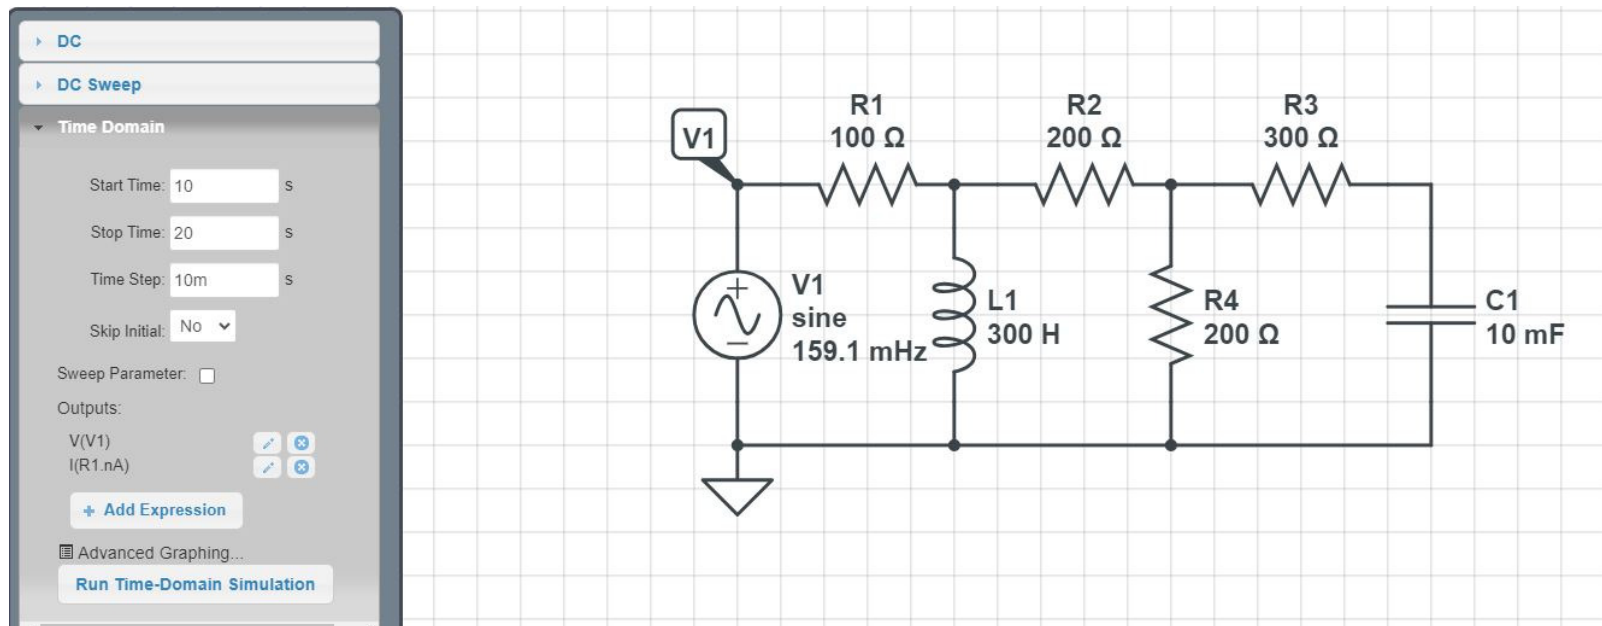 DC
DC Sweep
Time Domain
Start Time: 10 s
Stop Time: 20 s
Time Step: 10m s
Skip Initial: No
Sweep Parameter:
Outputs:
V(V1)
I(R1.nA)
+ Add Expression
Advanced Graphing...
Run Time-Domain Simulation
V1
R1
100 Ω
R2
200 Ω
R3
300 Ω
V1
sine
159.1 mHz
L1
300 H
R4
200 Ω
C1
10 mF